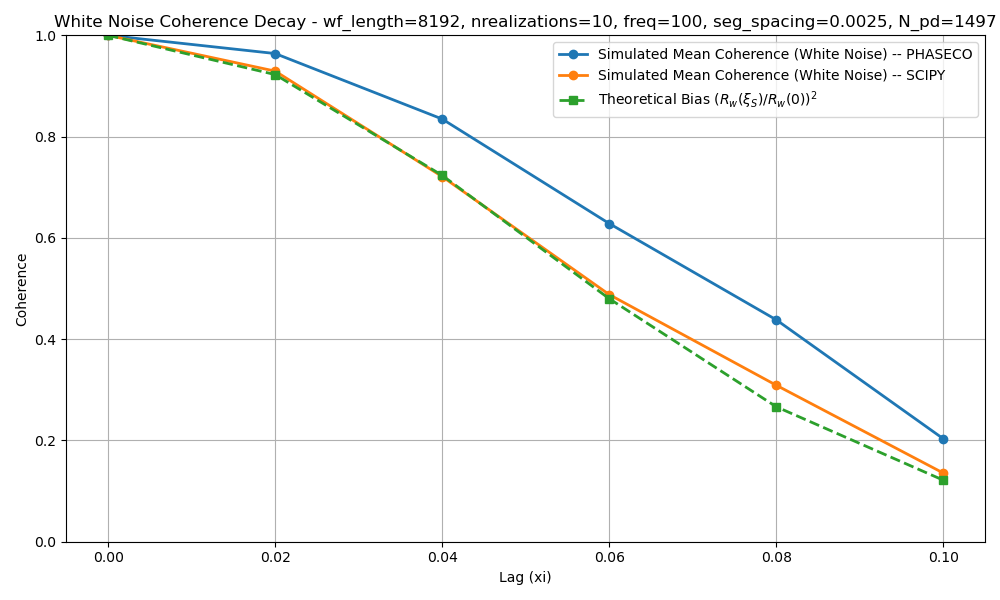 White Noise Coherence Decay - wf_length=8192, nrealizations=10, freq=100, seg_spacing=0.0025, N_pd=1497
Simulated Mean Coherence (White Noise) -- PHASECO
Simulated Mean Coherence (White Noise) -- SCIPY
Theoretical Bias $(R_w(\xi_S)/R_w(0))^2$
Coherence
1.0
0.8
0.6
0.4
0.2
0.0
0.00 0.02 0.04 0.06 0.08 0.10
Lag (xi)